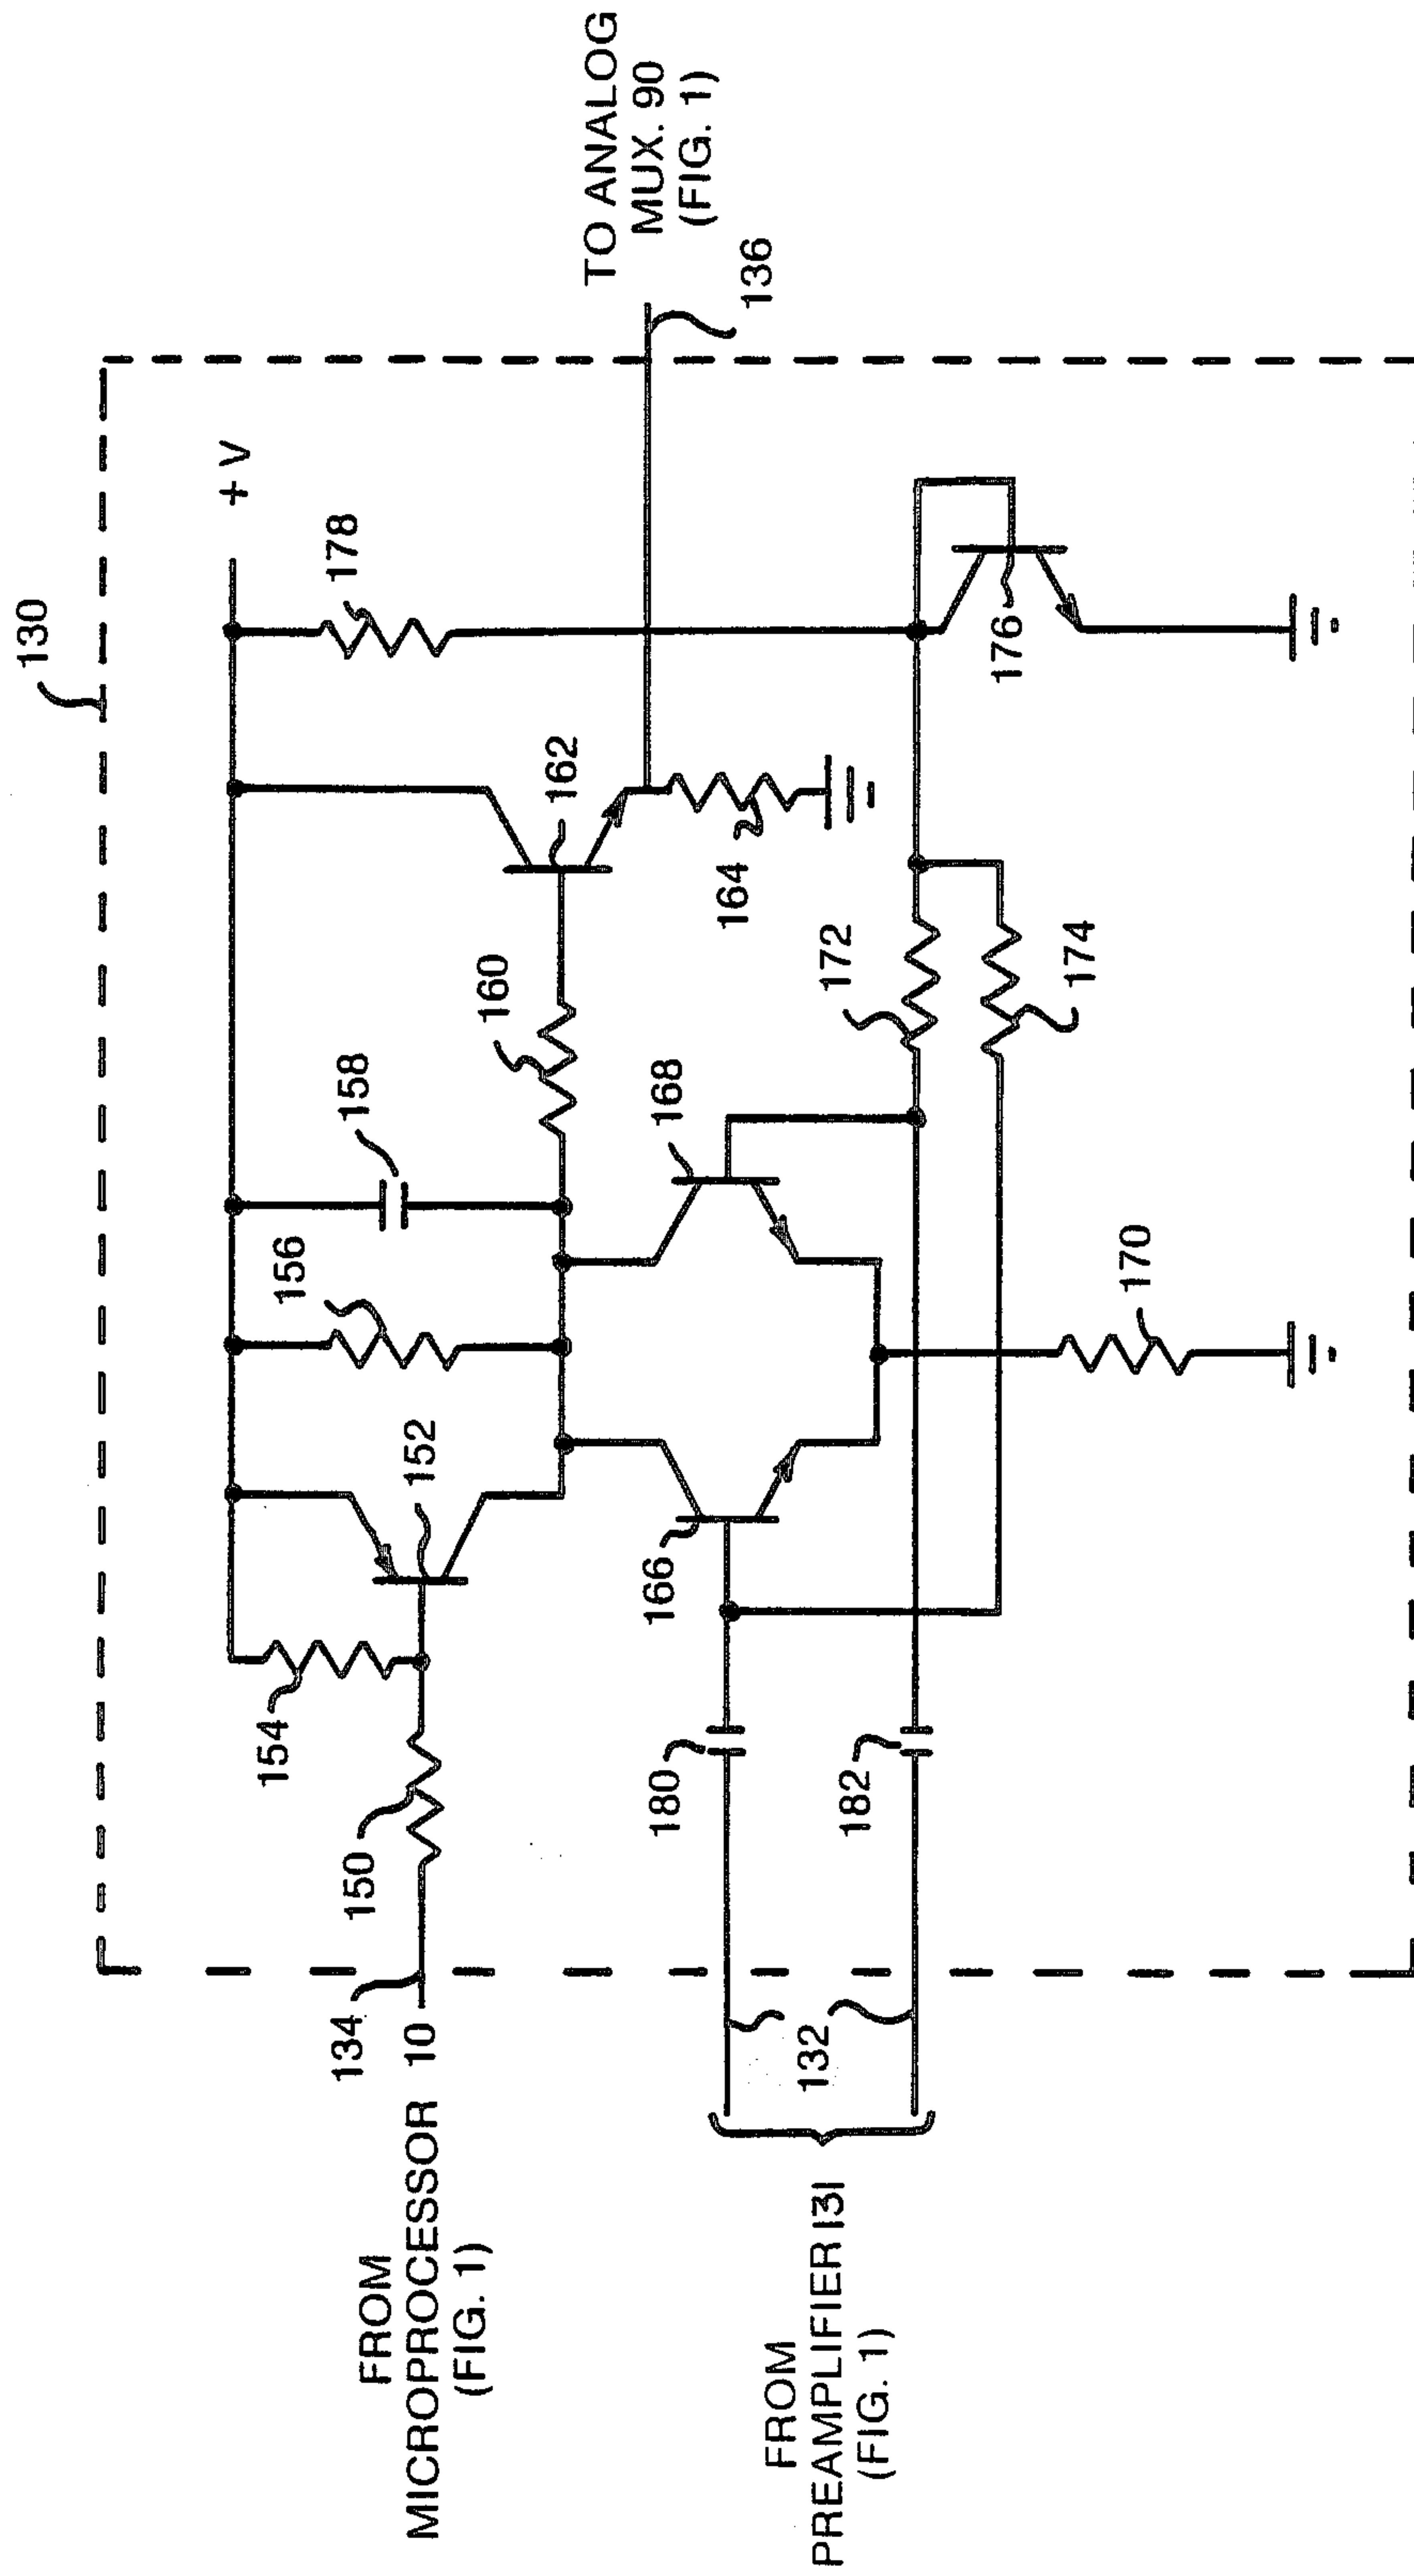 130
+ V
178
TO ANALOG
MUX. 90
(FIG. 1)
136
162
164
160
158
156
152
154
150
134
FROM
MICROPROCESSOR 10
(FIG. 1)
168
166
172
174
176
170
180
182
132
FROM
PREAMPLIFIER 131
(FIG. 1)